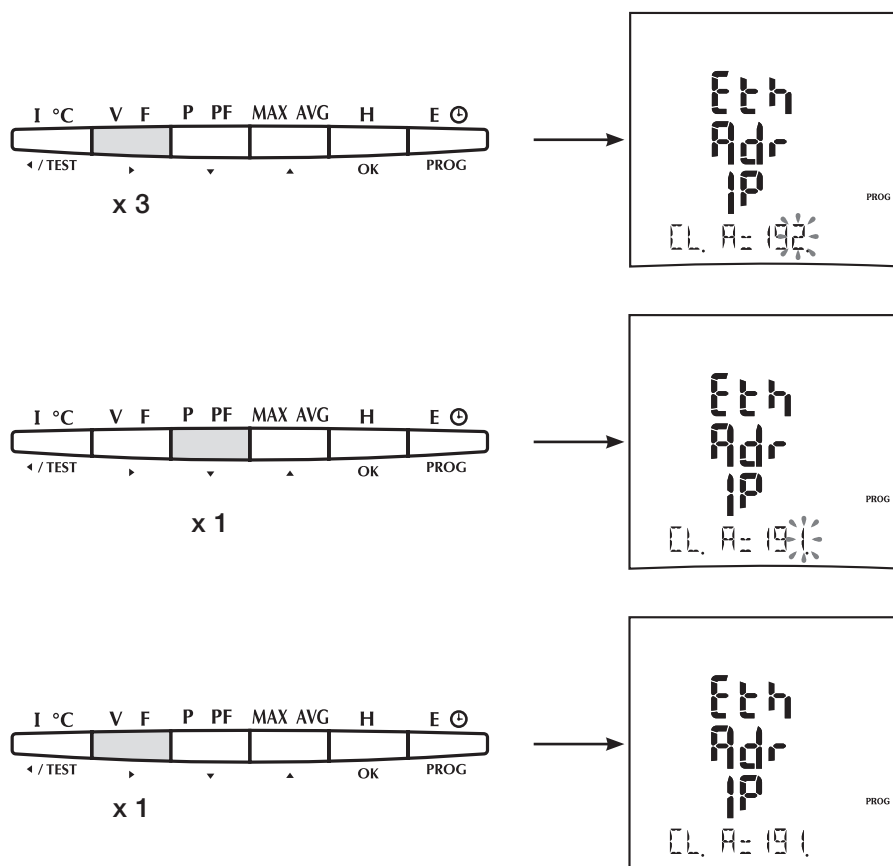 I °C V F P PF MAX AVG H E
/ TEST OK PROG
x 3
Eth
Adr
IP
PROG
CL. A= 192.
I °C V F P PF MAX AVG H E
/ TEST OK PROG
x 1
Eth
Adr
IP
PROG
CL. A= 191.
I °C V F P PF MAX AVG H E
/ TEST OK PROG
x 1
Eth
Adr
IP
PROG
CL. A= 191.